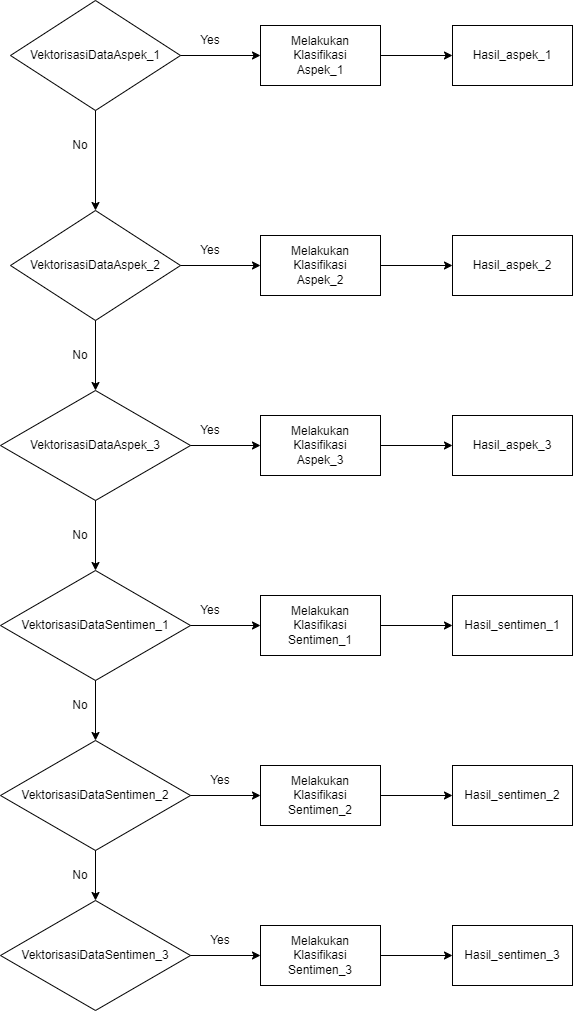 VektorisasiDataAspek_1
Yes
Melakukan
Klasifikasi
Aspek_1
Hasil_aspek_1
No
VektorisasiDataAspek_2
Yes
Melakukan
Klasifikasi
Aspek_2
Hasil_aspek_2
No
VektorisasiDataAspek_3
Yes
Melakukan
Klasifikasi
Aspek_3
Hasil_aspek_3
No
VektorisasiDataSentimen_1
Yes
Melakukan
Klasifikasi
Sentimen_1
Hasil_sentimen_1
No
VektorisasiDataSentimen_2
Yes
Melakukan
Klasifikasi
Sentimen_2
Hasil_sentimen_2
No
VektorisasiDataSentimen_3
Yes
Melakukan
Klasifikasi
Sentimen_3
Hasil_sentimen_3